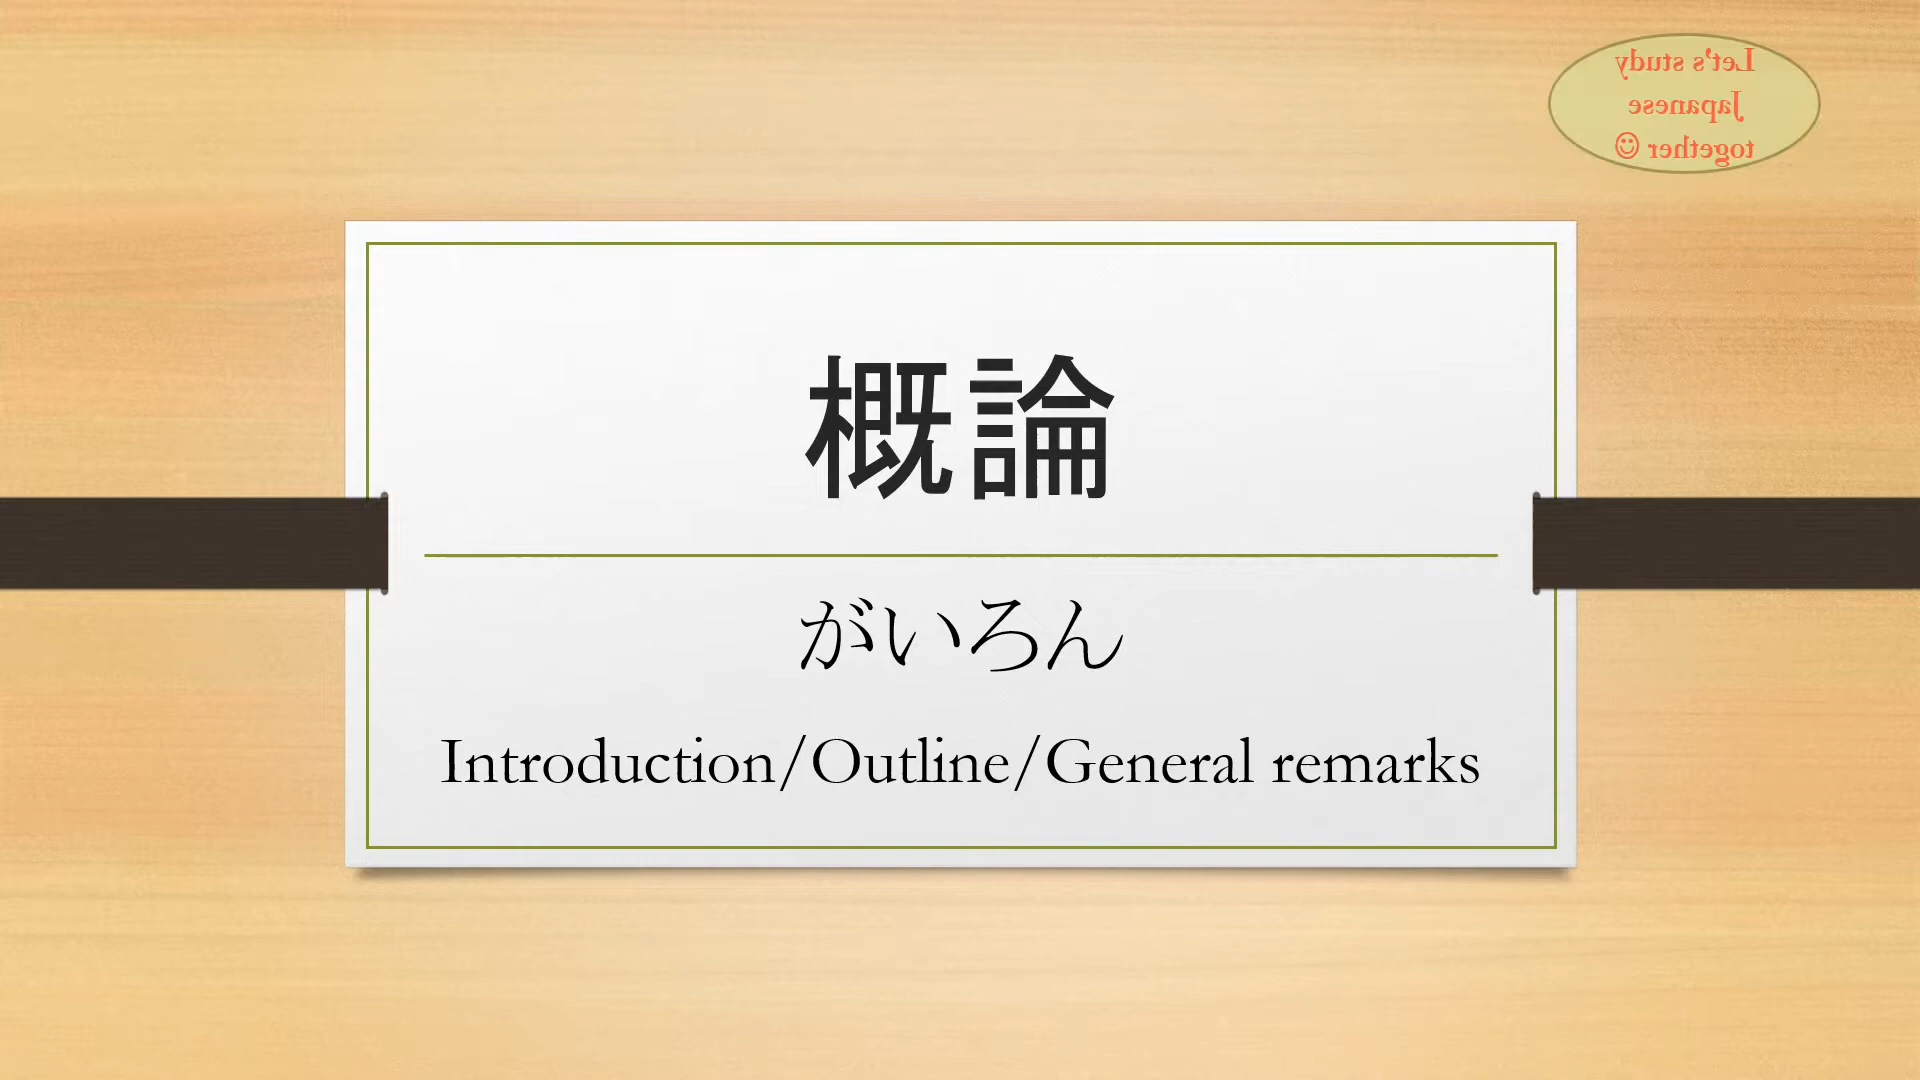 Let's study
Japanese
together ☺
概論
がいろん
Introduction/Outline/General remarks